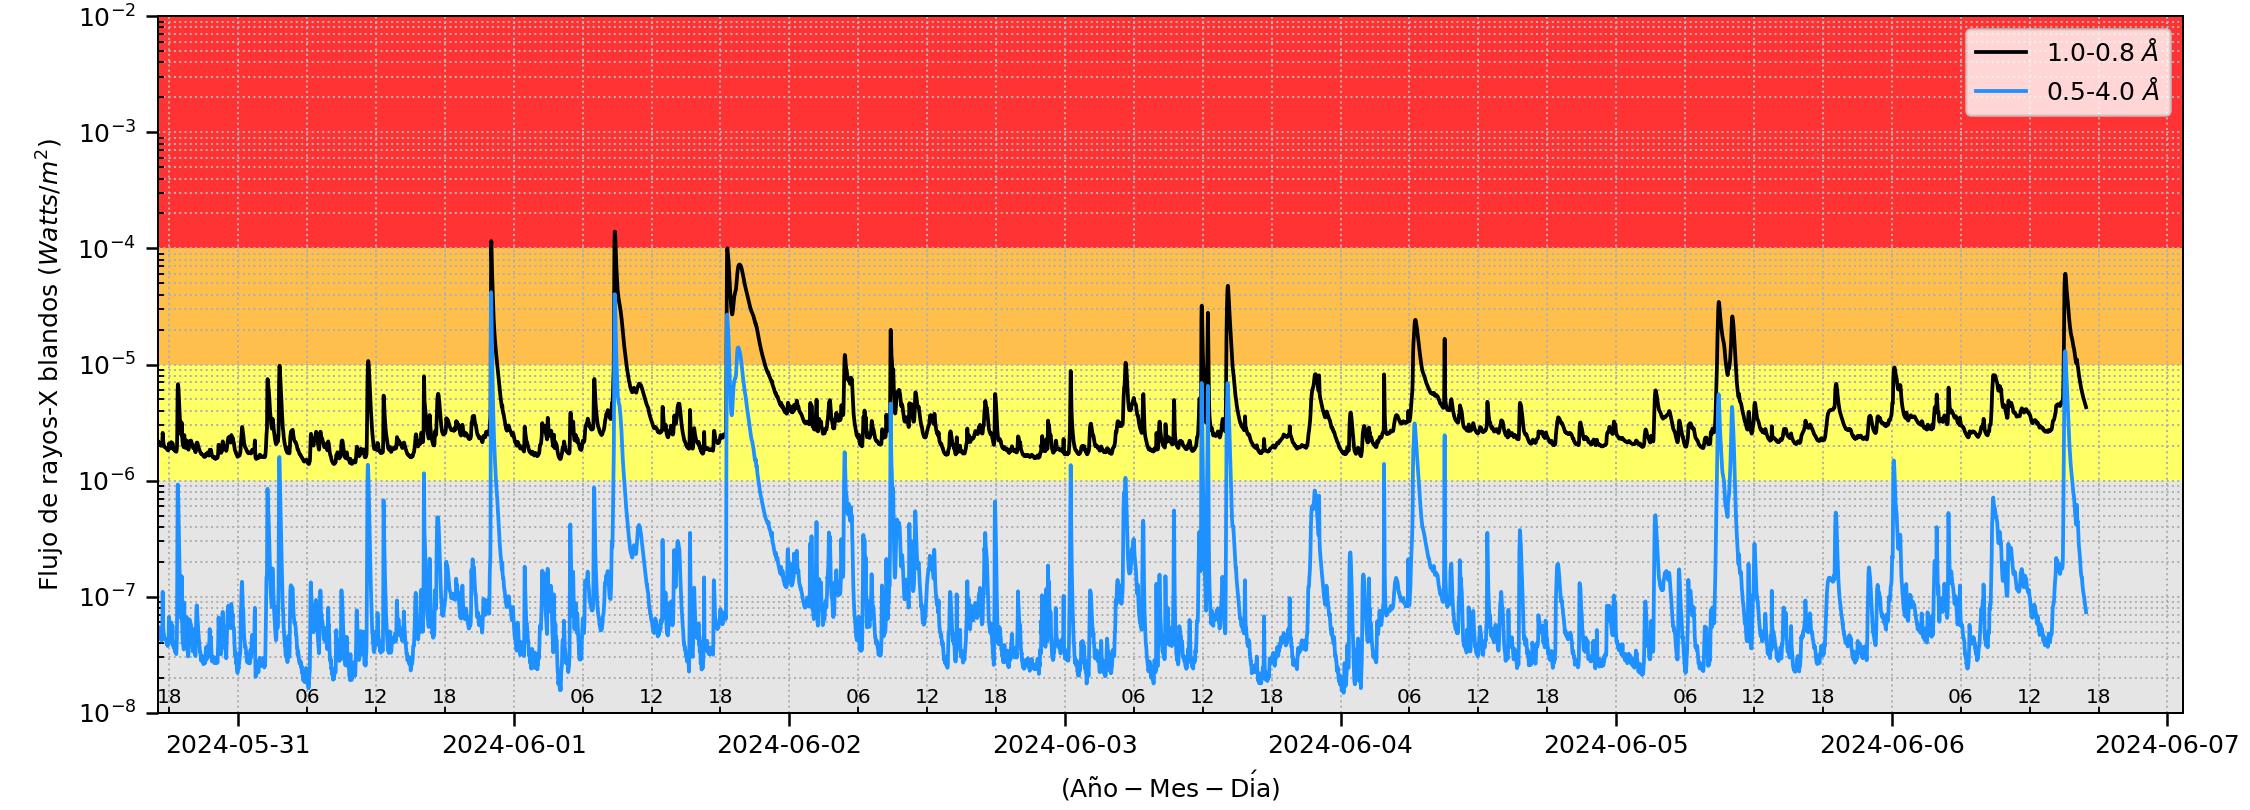 10⁻²
10⁻³
10⁻⁴
10⁻⁵
10⁻⁶
10⁻⁷
10⁻⁸
Flujo de rayos-X blandos (Watts/m²)
1.0-0.8 Å
0.5-4.0 Å
18 06 12 18 06 12 18 06 12 18 06 12 18 06 12 18 06 12 18 06 12 18
2024-05-31 2024-06-01 2024-06-02 2024-06-03 2024-06-04 2024-06-05 2024-06-06 2024-06-07
(Año − Mes − Día)